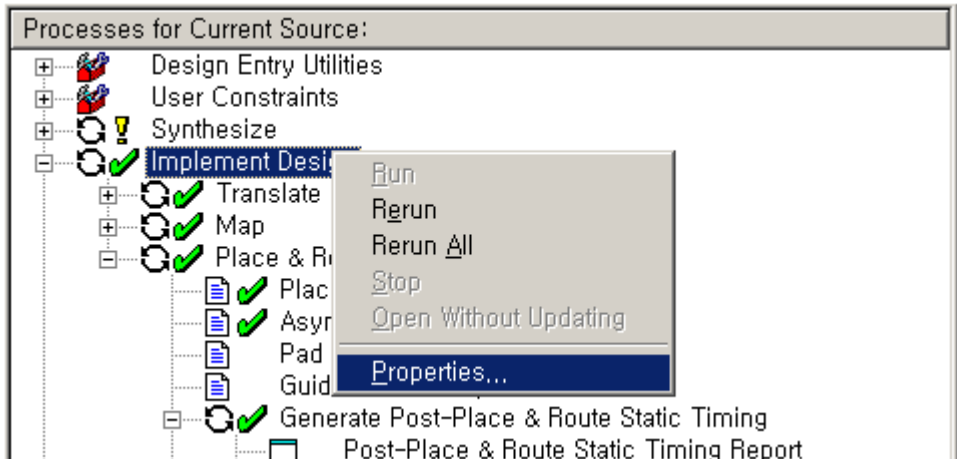 Processes for Current Source:
Design Entry Utilities
User Constraints
Synthesize
Implement Desi
Run
Rerun
Rerun All
Stop
Open Without Updating
Properties...
Translate
Map
Place & R
Plac
Asyn
Pad
Guid
Generate Post-Place & Route Static Timing
Post-Place & Route Static Timing Report